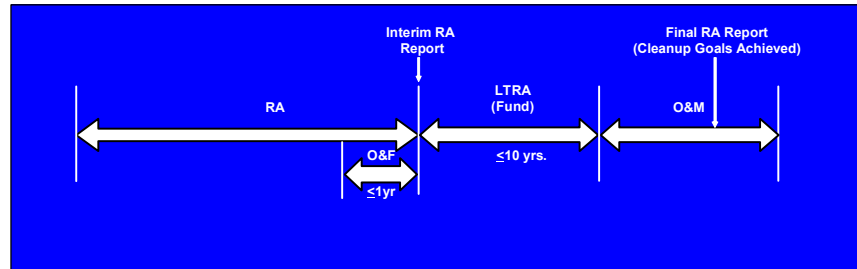 Interim RA
Report
Final RA Report
(Cleanup Goals Achieved)
RA
LTRA
(Fund)
O&M
O&F
≤10 yrs.
≤1yr